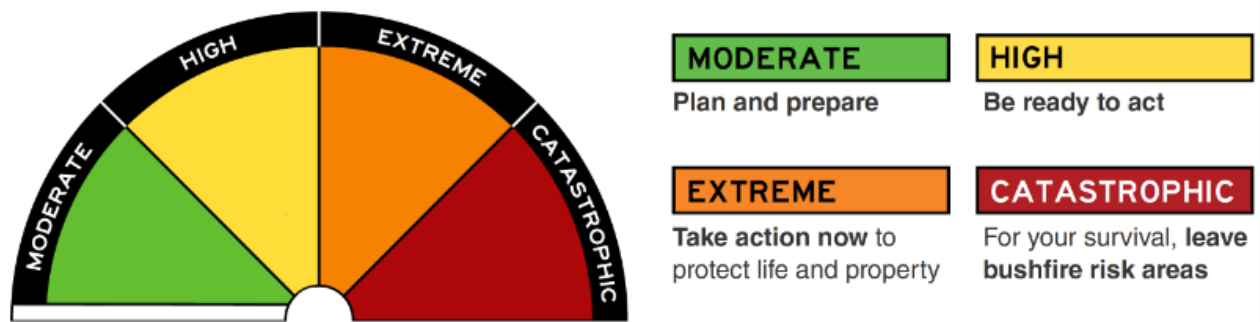 MODERATE
HIGH
EXTREME
CATASTROPHIC
MODERATE
Plan and prepare
HIGH
Be ready to act
EXTREME
Take action now to
protect life and property
CATASTROPHIC
For your survival, leave
bushfire risk areas